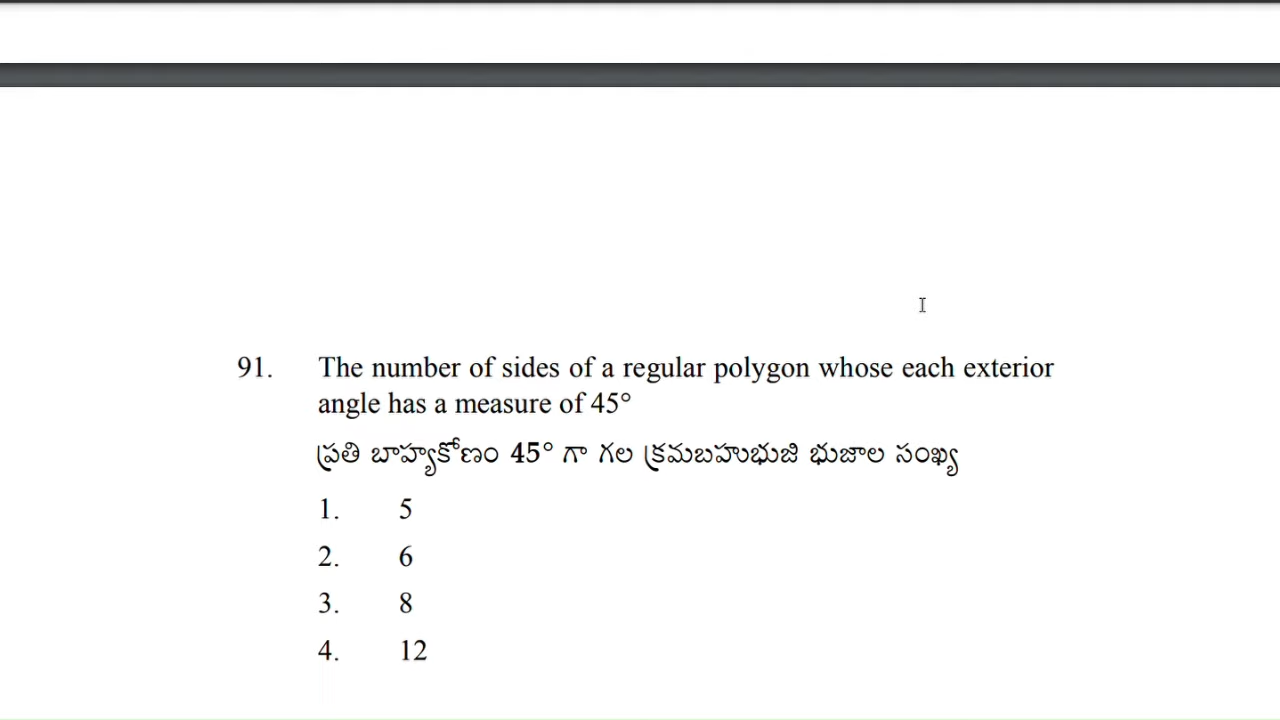 91. The number of sides of a regular polygon whose each exterior
angle has a measure of 45°
ప్రతి బాహ్యకోణం 45° గా గల క్రమబహుభుజి భుజాల సంఖ్య
1. 5
2. 6
3. 8
4. 12